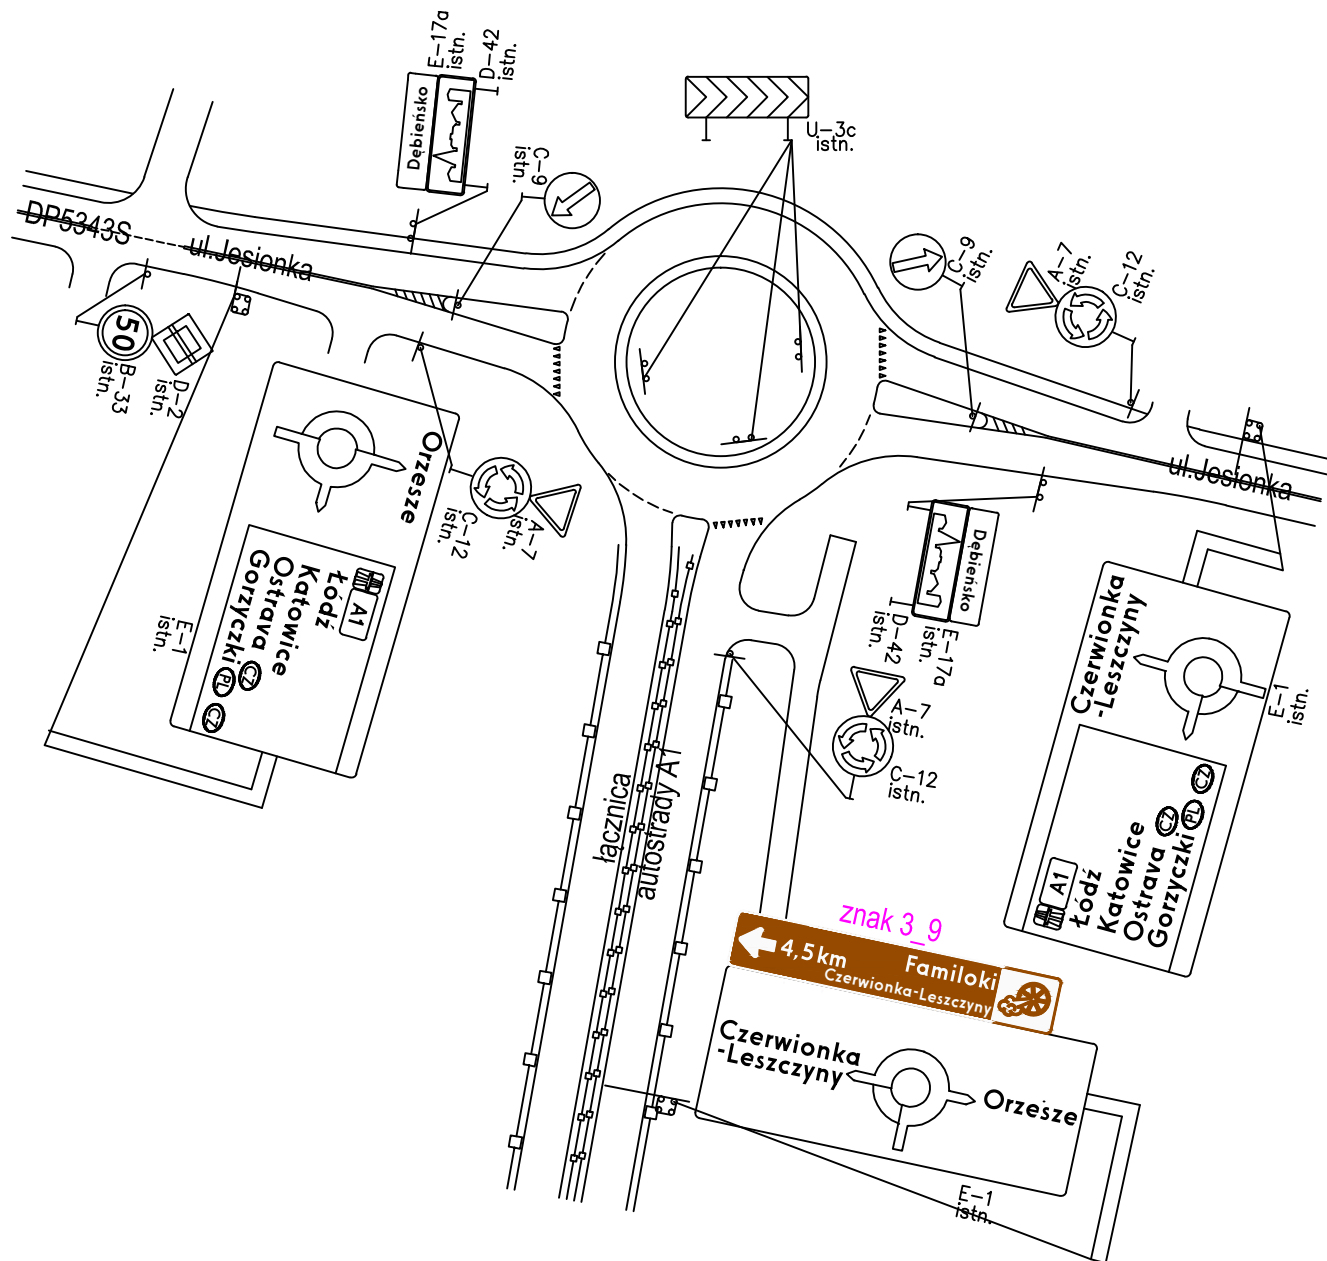 E-17a
istn.
D-42
istn.
Dębieńsko
U-3c
istn.
C-9
istn.
C-9
istn.
A-7
istn.
C-12
istn.
DP5343S
ul.Jesionka
50
B-33
istn.
D-2
istn.
Orzesze
A1
Łódź
Katowice
Ostrava CZ
Gorzyczki PL
CZ
E-1
istn.
C-12
istn.
A-7
istn.
ul.Jesionka
Dębieńsko
D-42
istn.
E-17a
istn.
A-7
istn.
C-12
istn.
Czerwionka
-Leszczyny
E-1
istn.
A1
Łódź
Katowice
Ostrava CZ
Gorzyczki PL
CZ
łącznica
autostrady A1
znak 3_9
4,5km Familoki
Czerwionka-Leszczyny
Czerwionka
-Leszczyny
Orzesze
E-1
istn.